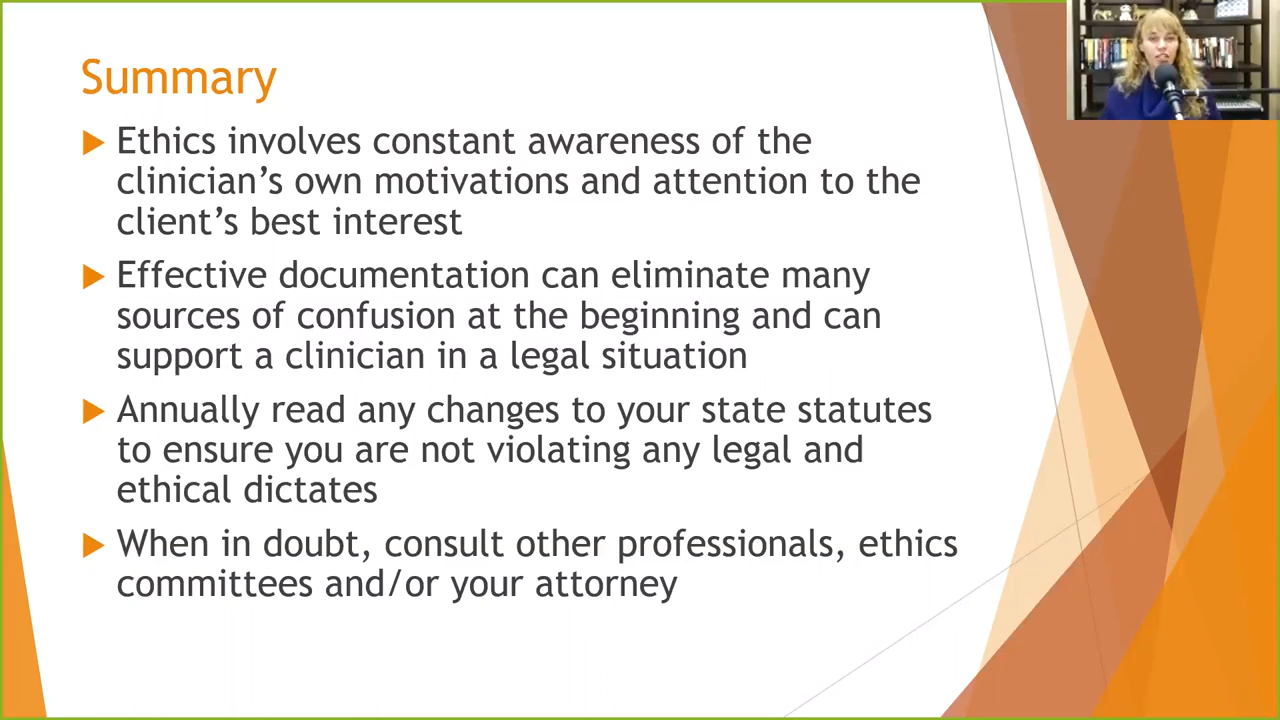 Summary
Ethics involves constant awareness of the
clinician’s own motivations and attention to the
client’s best interest
Effective documentation can eliminate many
sources of confusion at the beginning and can
support a clinician in a legal situation
Annually read any changes to your state statutes
to ensure you are not violating any legal and
ethical dictates
When in doubt, consult other professionals, ethics
committees and/or your attorney